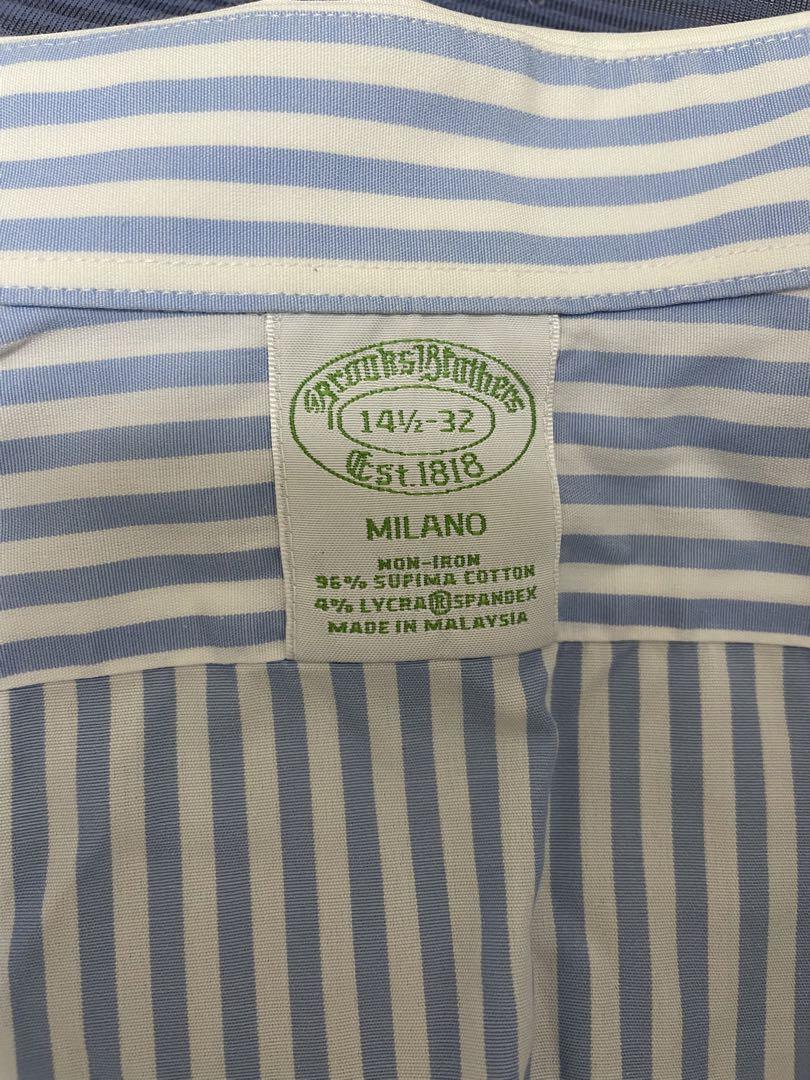 Brooks Brothers
14½-32
Est.1818
MILANO
NON-IRON
96% SUPIMA COTTON
4% LYCRA®SPANDEX
MADE IN MALAYSIA